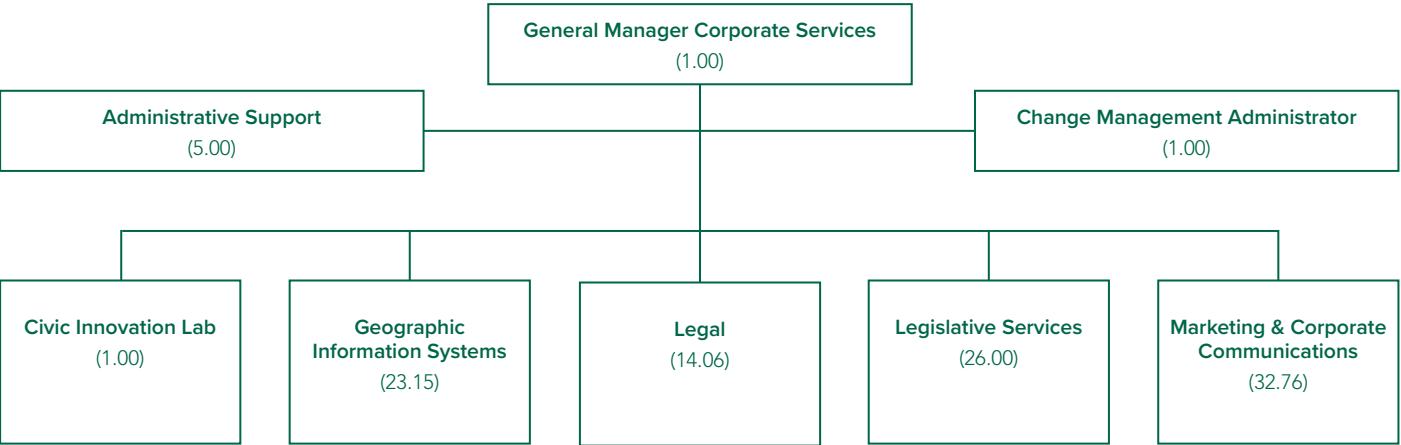 General Manager Corporate Services
(1.00)
Administrative Support
(5.00)
Change Management Administrator
(1.00)
Civic Innovation Lab
(1.00)
Geographic
Information Systems
(23.15)
Legal
(14.06)
Legislative Services
(26.00)
Marketing & Corporate
Communications
(32.76)